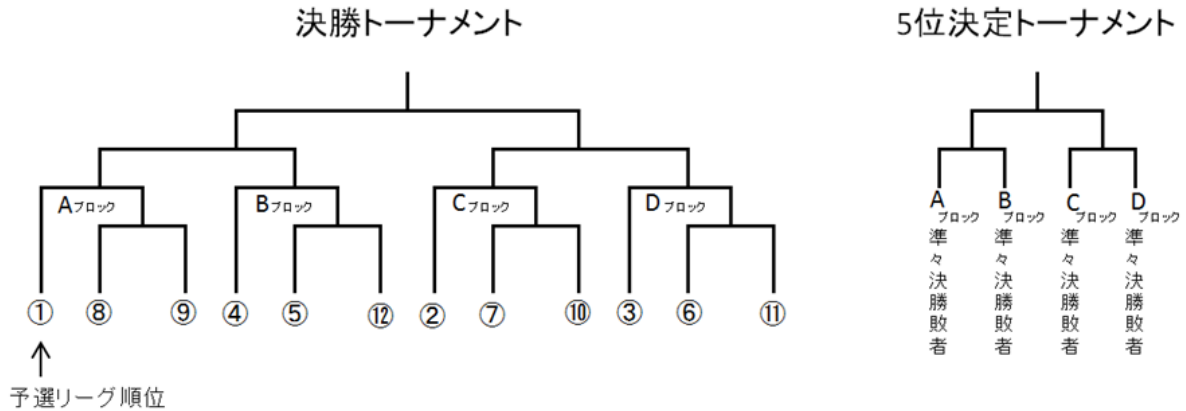 決勝トーナメント
5位決定トーナメント
Aブロック
Bブロック
Cブロック
Dブロック
① ⑧ ⑨ ④ ⑤ ⑫ ② ⑦ ⑩ ③ ⑥ ⑪
予選リーグ順位
Aブロック準々決勝敗者
Bブロック準々決勝敗者
Cブロック準々決勝敗者
Dブロック準々決勝敗者